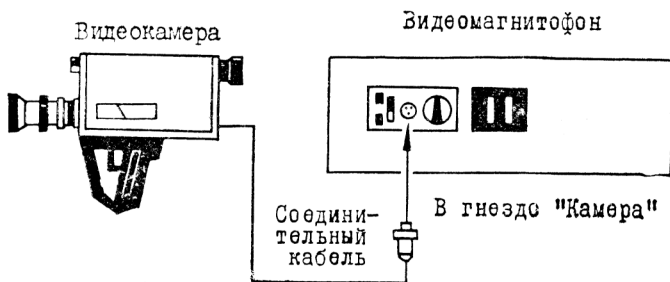 Видеокамера
Видеомагнитофон
Соедини-
тельный
кабель
В гнездо "Камера"